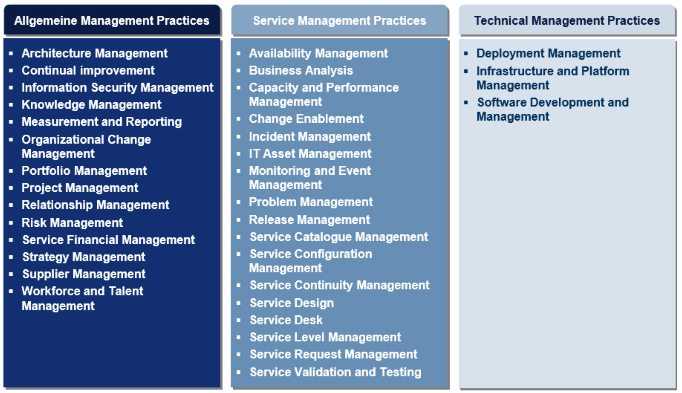 Allgemeine Management Practices
Architecture Management
Continual improvement
Information Security Management
Knowledge Management
Measurement and Reporting
Organizational Change
Management
Portfolio Management
Project Management
Relationship Management
Risk Management
Service Financial Management
Strategy Management
Supplier Management
Workforce and Talent
Management
Service Management Practices
Availability Management
Business Analysis
Capacity and Performance
Management
Change Enablement
Incident Management
IT Asset Management
Monitoring and Event
Management
Problem Management
Release Management
Service Catalogue Management
Service Configuration
Management
Service Continuity Management
Service Design
Service Desk
Service Level Management
Service Request Management
Service Validation and Testing
Technical Management Practices
Deployment Management
Infrastructure and Platform
Management
Software Development and
Management